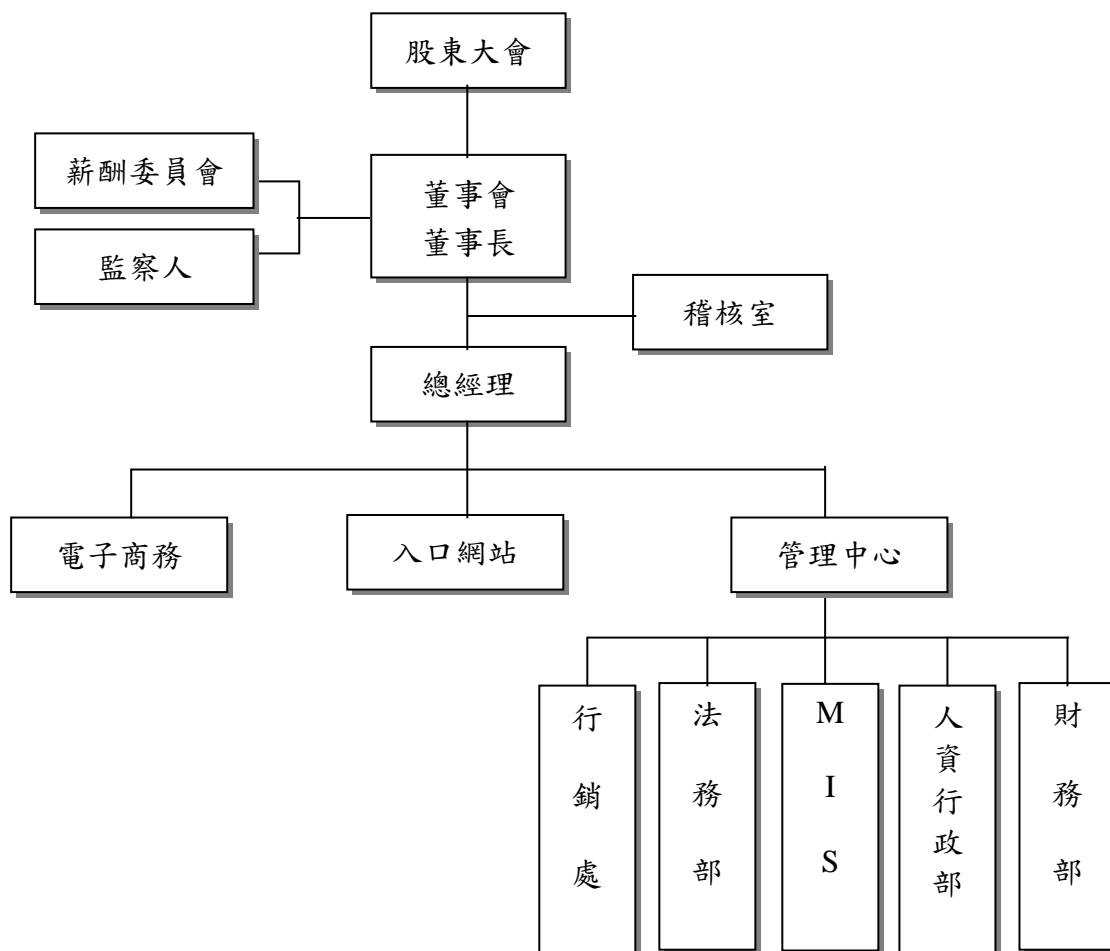 股東大會
薪酬委員會
董事會
董事長
監察人
稽核室
總經理
電子商務
入口網站
管理中心
行銷處
法務部
MIS
人資行政部
財務部